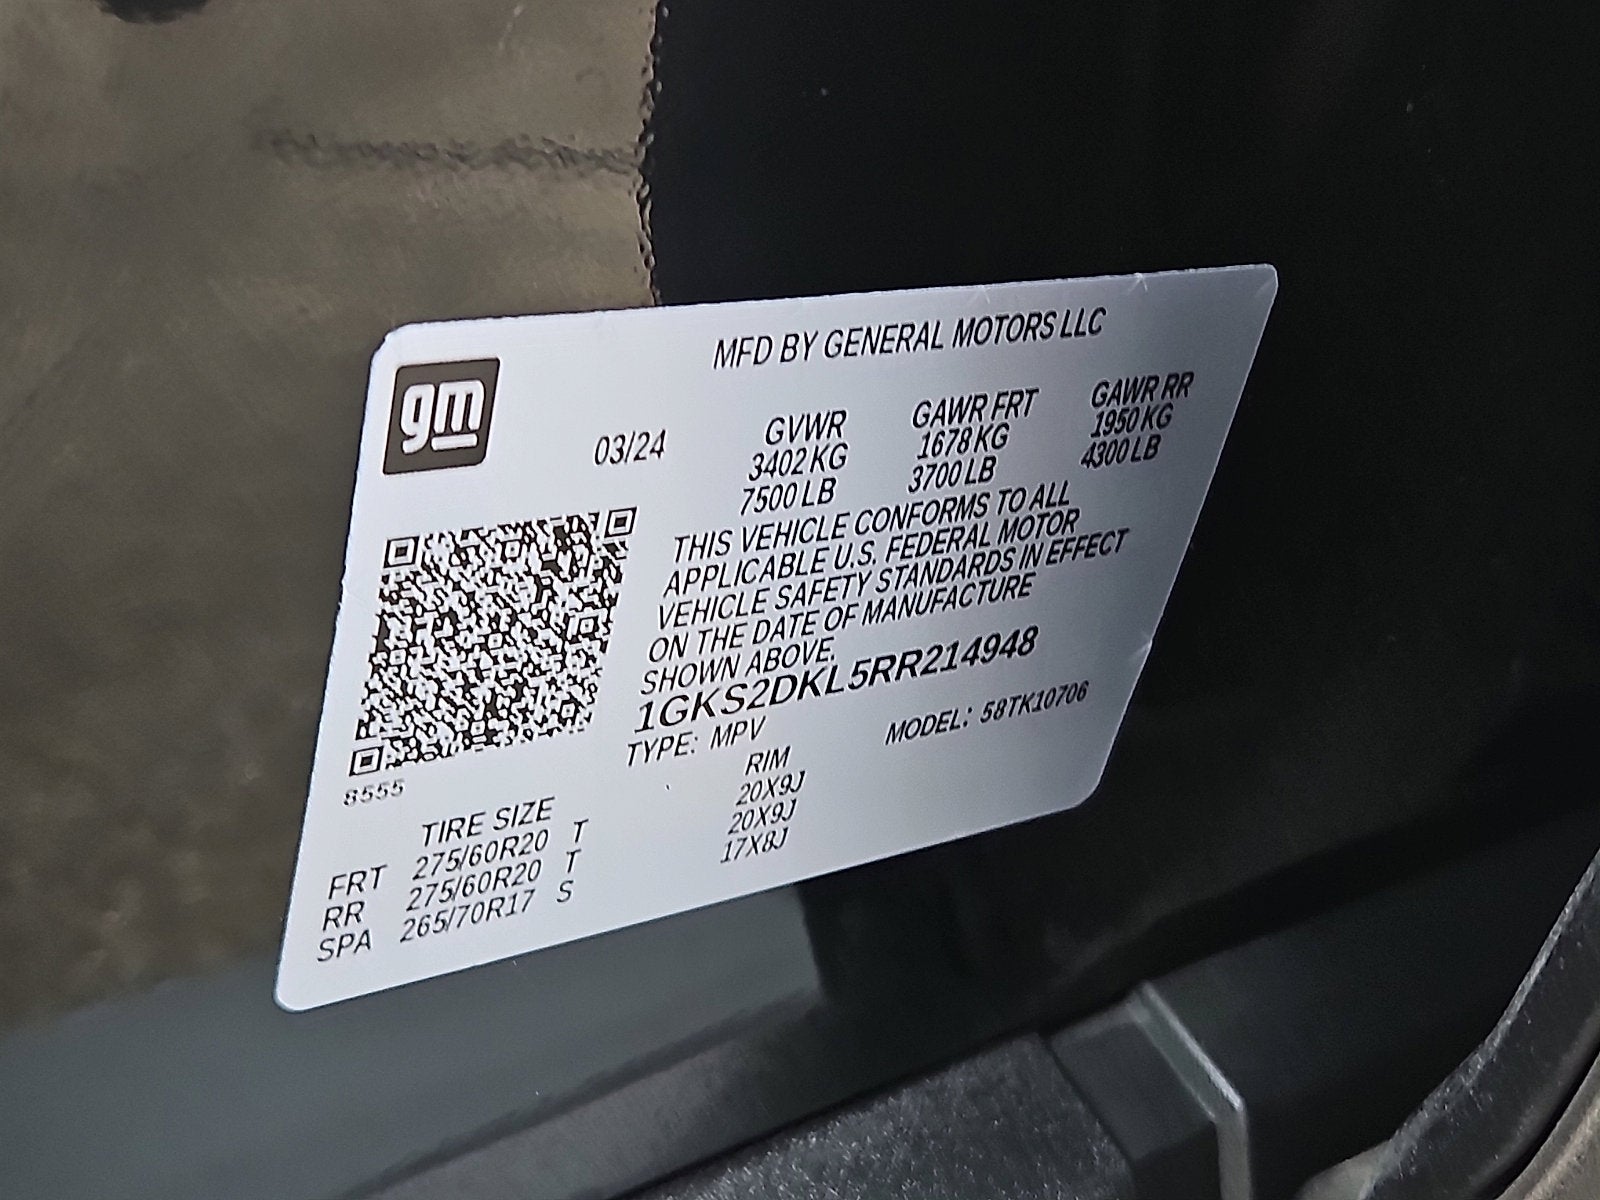 MFD BY GENERAL MOTORS LLC
gm
03/24 GVWR GAWR FRT GAWR RR
3402 KG 1678 KG 1950 KG
7500 LB 3700 LB 4300 LB
THIS VEHICLE CONFORMS TO ALL
APPLICABLE U.S. FEDERAL MOTOR
VEHICLE SAFETY STANDARDS IN EFFECT
ON THE DATE OF MANUFACTURE
SHOWN ABOVE.
1GKS2DKL5RR214948
TYPE: MPV MODEL: 58TK10706
8555
TIRE SIZE RIM
FRT 275/60R20 T 20X9J
RR 275/60R20 T 20X9J
SPA 265/70R17 S 17X8J